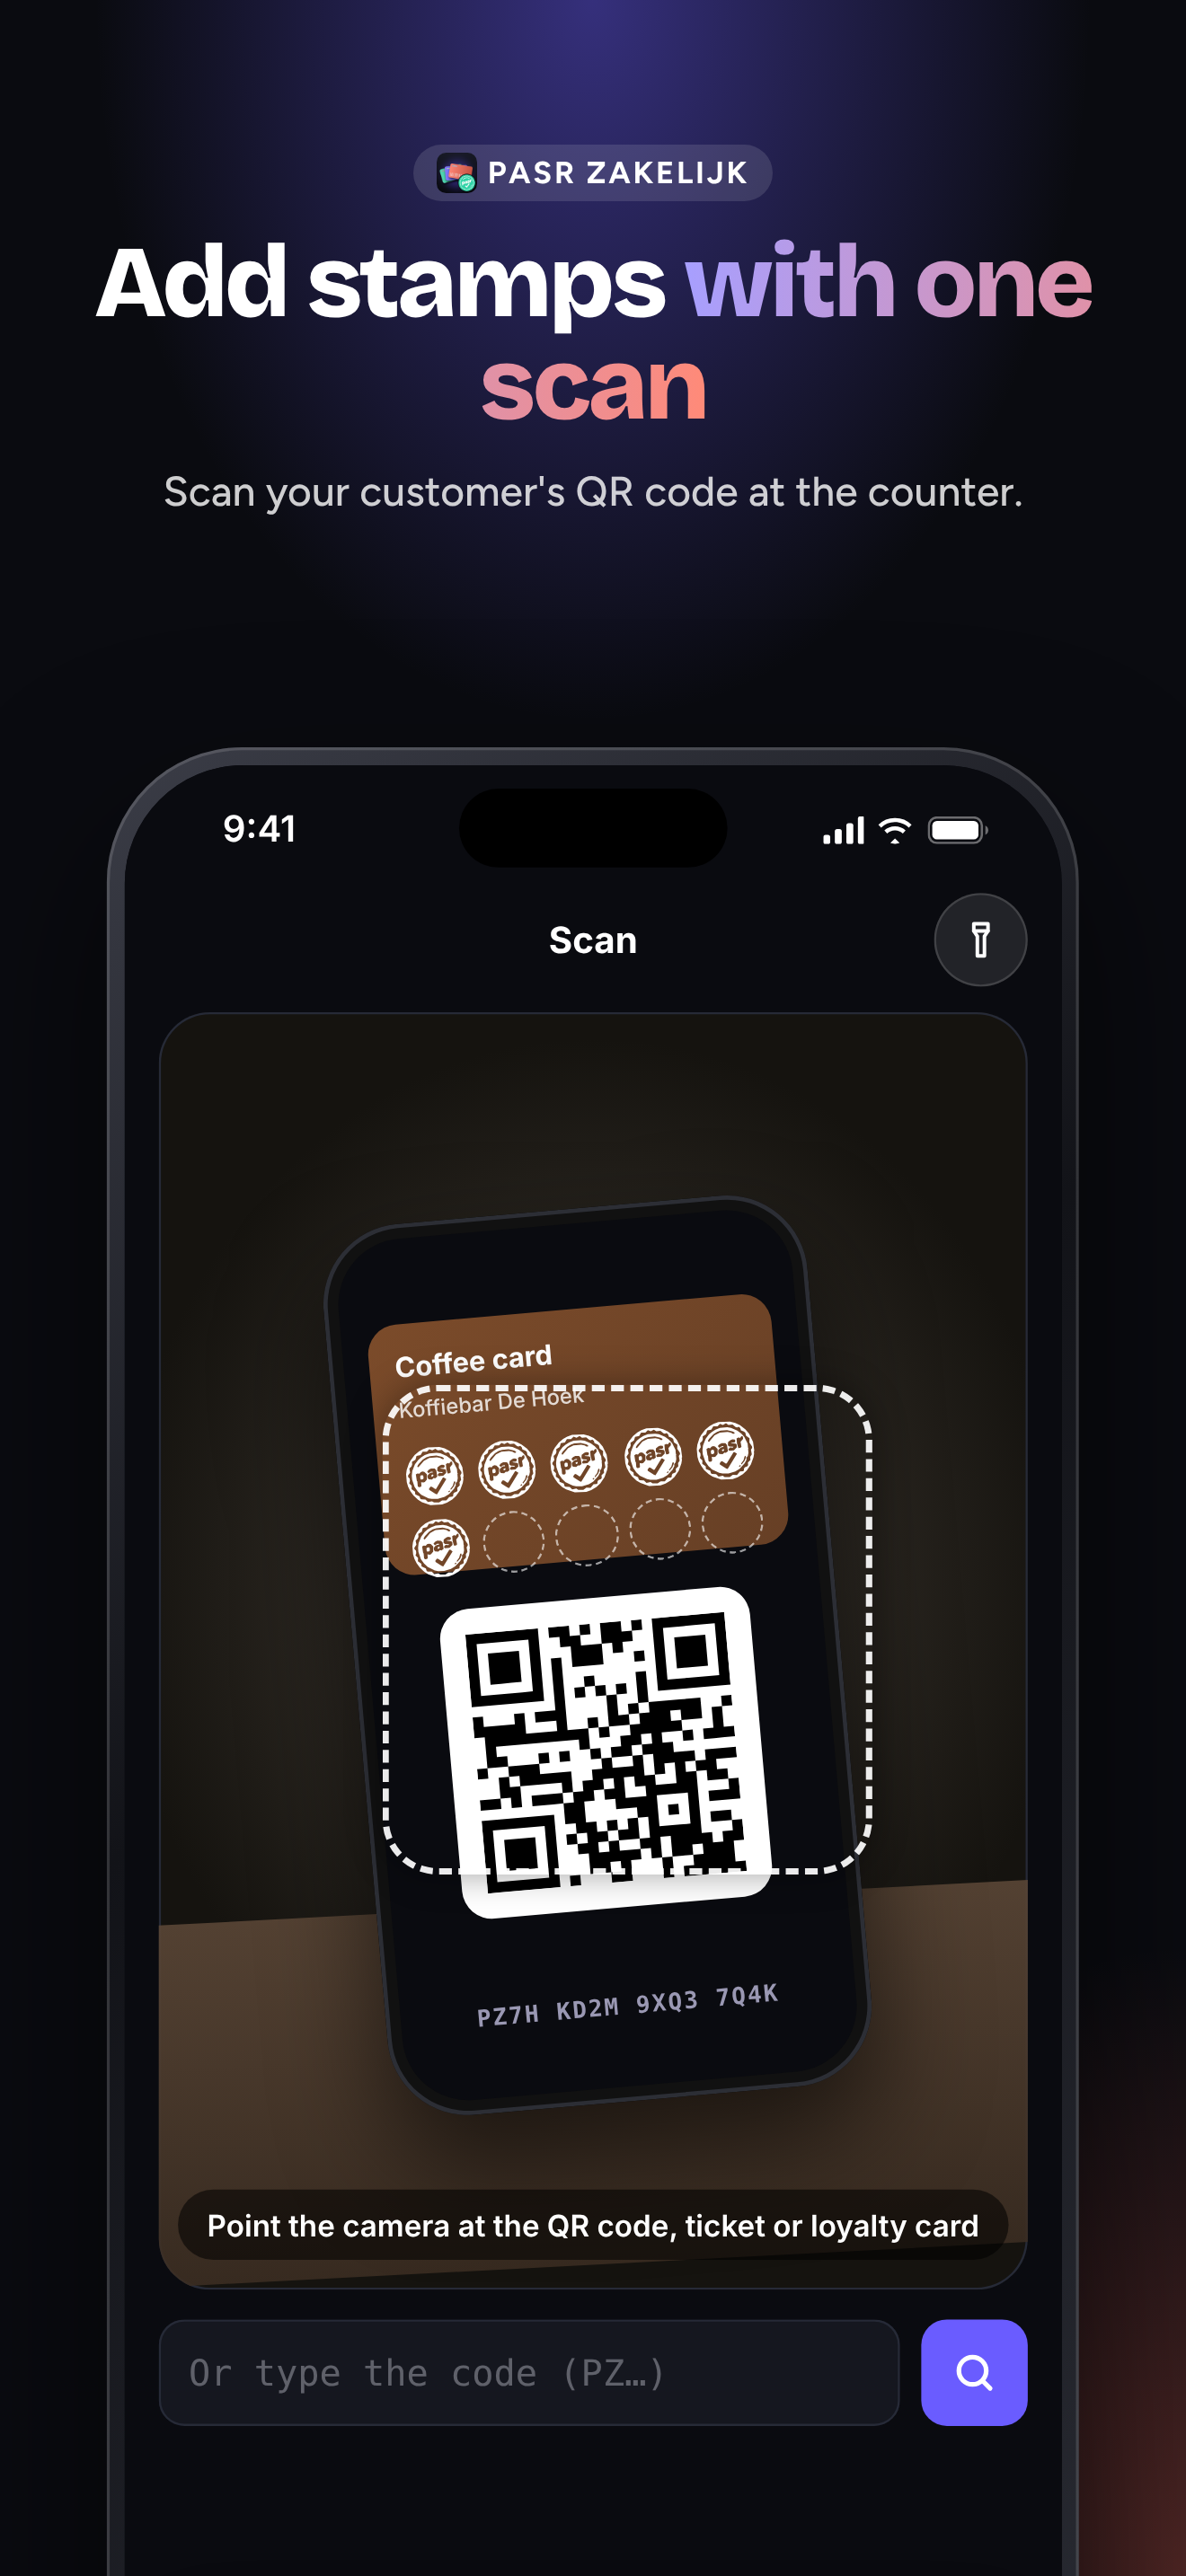 PASR ZAKELIJK
Add stamps with one
scan
Scan your customer's QR code at the counter.
9:41
Scan
Coffee card
Koffiebar De Hoek
pasr pasr pasr pasr pasr
pasr
PZ7H KD2M 9XQ3 7Q4K
Point the camera at the QR code, ticket or loyalty card
Or type the code (PZ…)